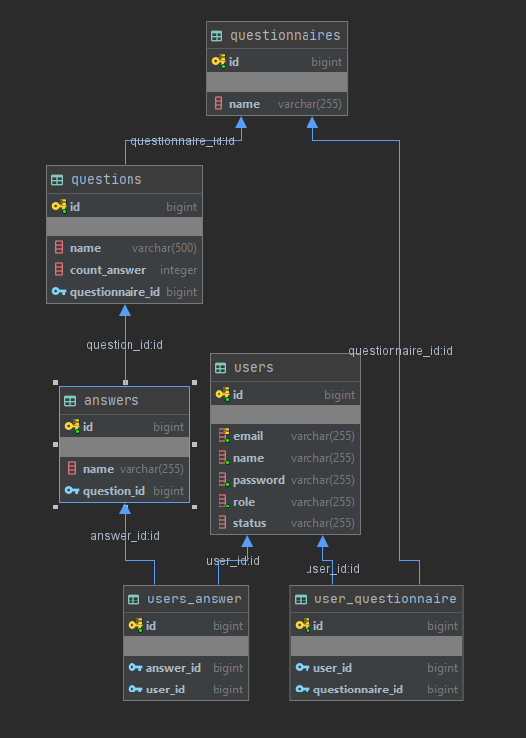 questionnaires
id bigint
name varchar(255)
questionnaire_id:id
questions
id bigint
name varchar(500)
count_answer integer
questionnaire_id bigint
question_id:id
questionnaire_id:id
answers
id bigint
name varchar(255)
question_id bigint
users
id bigint
email varchar(255)
name varchar(255)
password varchar(255)
role varchar(255)
status varchar(255)
answer_id:id
user_id:id
user_id:id
users_answer
id bigint
answer_id bigint
user_id bigint
user_questionnaire
id bigint
user_id bigint
questionnaire_id bigint